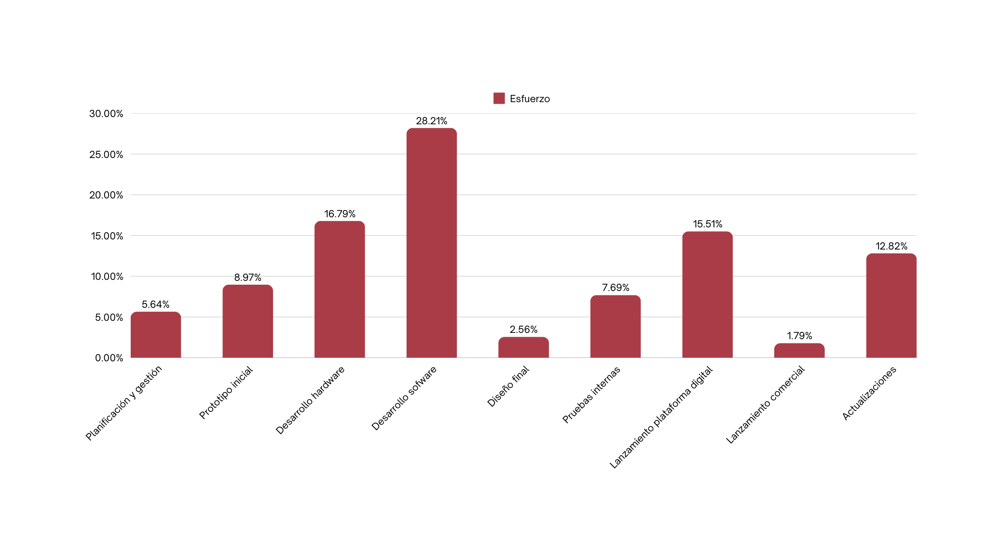 Esfuerzo
30.00%
25.00%
20.00%
15.00%
10.00%
5.00%
0.00%
5.64%
8.97%
16.79%
28.21%
2.56%
7.69%
15.51%
1.79%
12.82%
Planificación y gestión
Prototipo inicial
Desarrollo hardware
Desarrollo sofware
Diseño final
Pruebas internas
Lanzamiento plataforma digital
Lanzamiento comercial
Actualizaciones